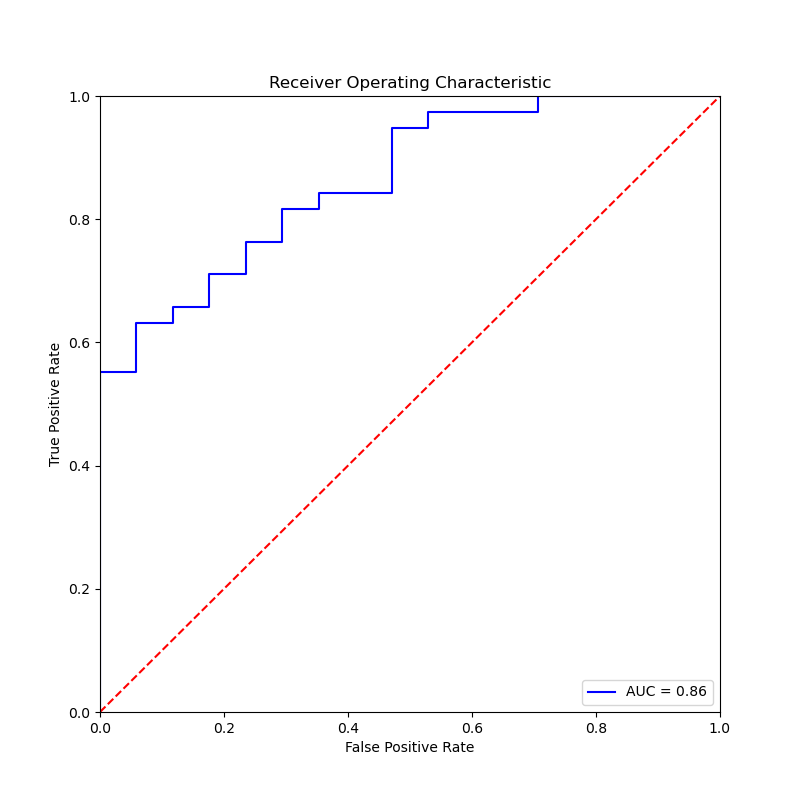 Receiver Operating Characteristic
1.0
0.8
0.6
0.4
0.2
0.0
True Positive Rate
AUC = 0.86
0.0 0.2 0.4 0.6 0.8 1.0
False Positive Rate